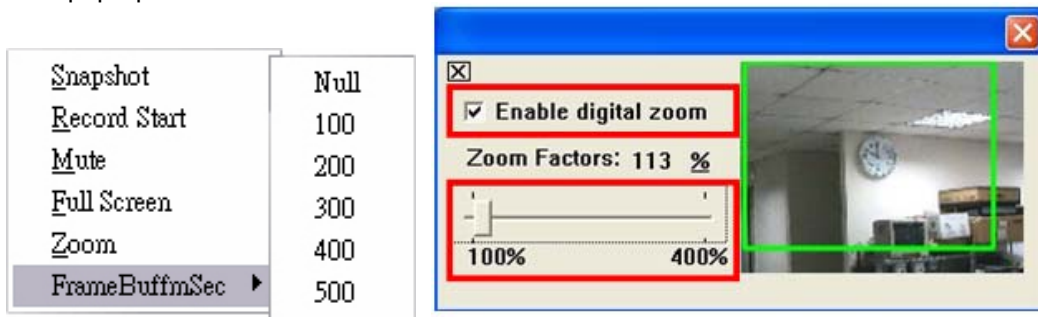 Snapshot
Record Start
Mute
Full Screen
Zoom
FrameBuffmSec
Null
100
200
300
400
500
Enable digital zoom
Zoom Factors: 113 %
100% 400%